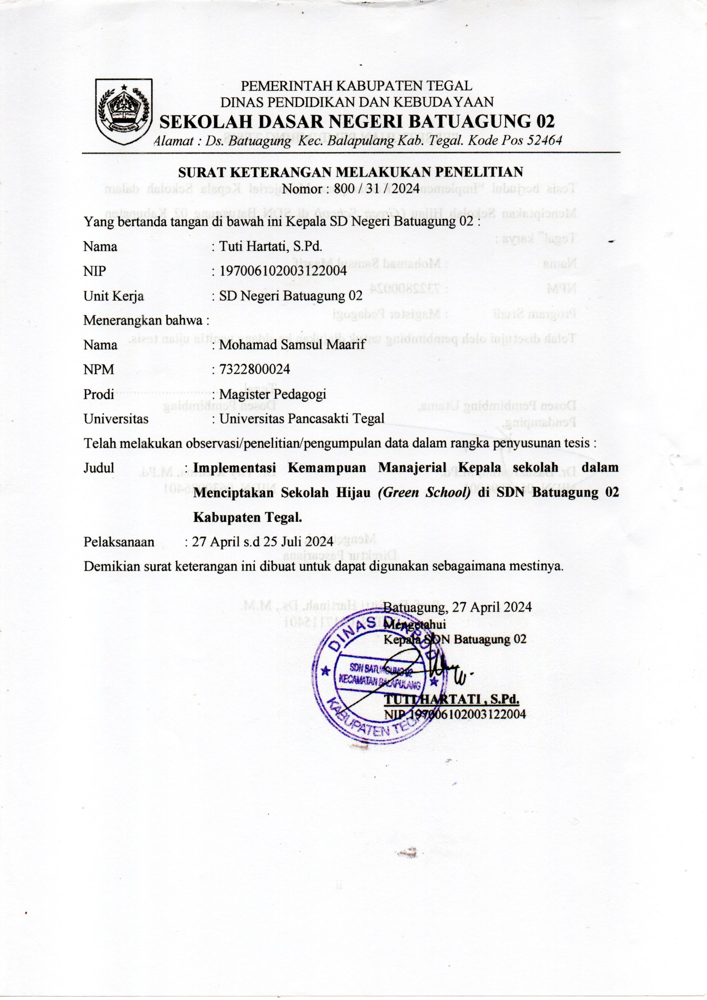 PEMERINTAH KABUPATEN TEGAL
DINAS PENDIDIKAN DAN KEBUDAYAAN
SEKOLAH DASAR NEGERI BATUAGUNG 02
Alamat : Ds. Batuagung Kec. Balapulang Kab. Tegal. Kode Pos 52464
KABUPATEN TEGAL
SURAT KETERANGAN MELAKUKAN PENELITIAN
Nomor : 800 / 31 / 2024
Yang bertanda tangan di bawah ini Kepala SD Negeri Batuagung 02 :
Nama : Tuti Hartati, S.Pd.
NIP : 197006102003122004
Unit Kerja : SD Negeri Batuagung 02
Menerangkan bahwa :
Nama : Mohamad Samsul Maarif
NPM : 7322800024
Prodi : Magister Pedagogi
Universitas : Universitas Pancasakti Tegal
Telah melakukan observasi/penelitian/pengumpulan data dalam rangka penyusunan tesis :
Judul : Implementasi Kemampuan Manajerial Kepala sekolah dalam
Menciptakan Sekolah Hijau (Green School) di SDN Batuagung 02
Kabupaten Tegal.
Pelaksanaan : 27 April s.d 25 Juli 2024
Demikian surat keterangan ini dibuat untuk dapat digunakan sebagaimana mestinya.
Batuagung, 27 April 2024
Mengetahui
Kepala SDN Batuagung 02
DINAS DIKBUD
SDN BATUAGUNG 02
KECAMATAN BALAPULANG
KABUPATEN TEGAL
TUTI HARTATI , S.Pd.
NIP.197006102003122004